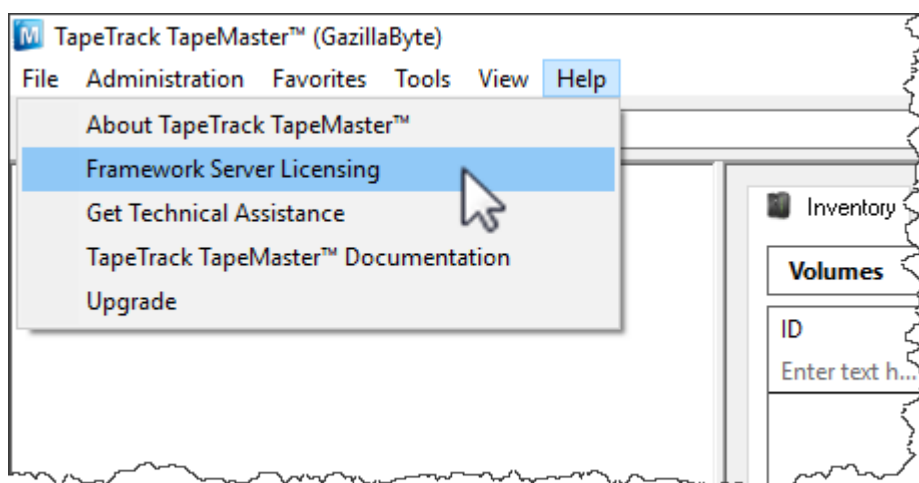 TapeTrack TapeMaster™ (GazillaByte)
File Administration Favorites Tools View Help
About TapeTrack TapeMaster™
Framework Server Licensing
Get Technical Assistance
TapeTrack TapeMaster™ Documentation
Upgrade
Inventory
Volumes
ID
Enter text h...